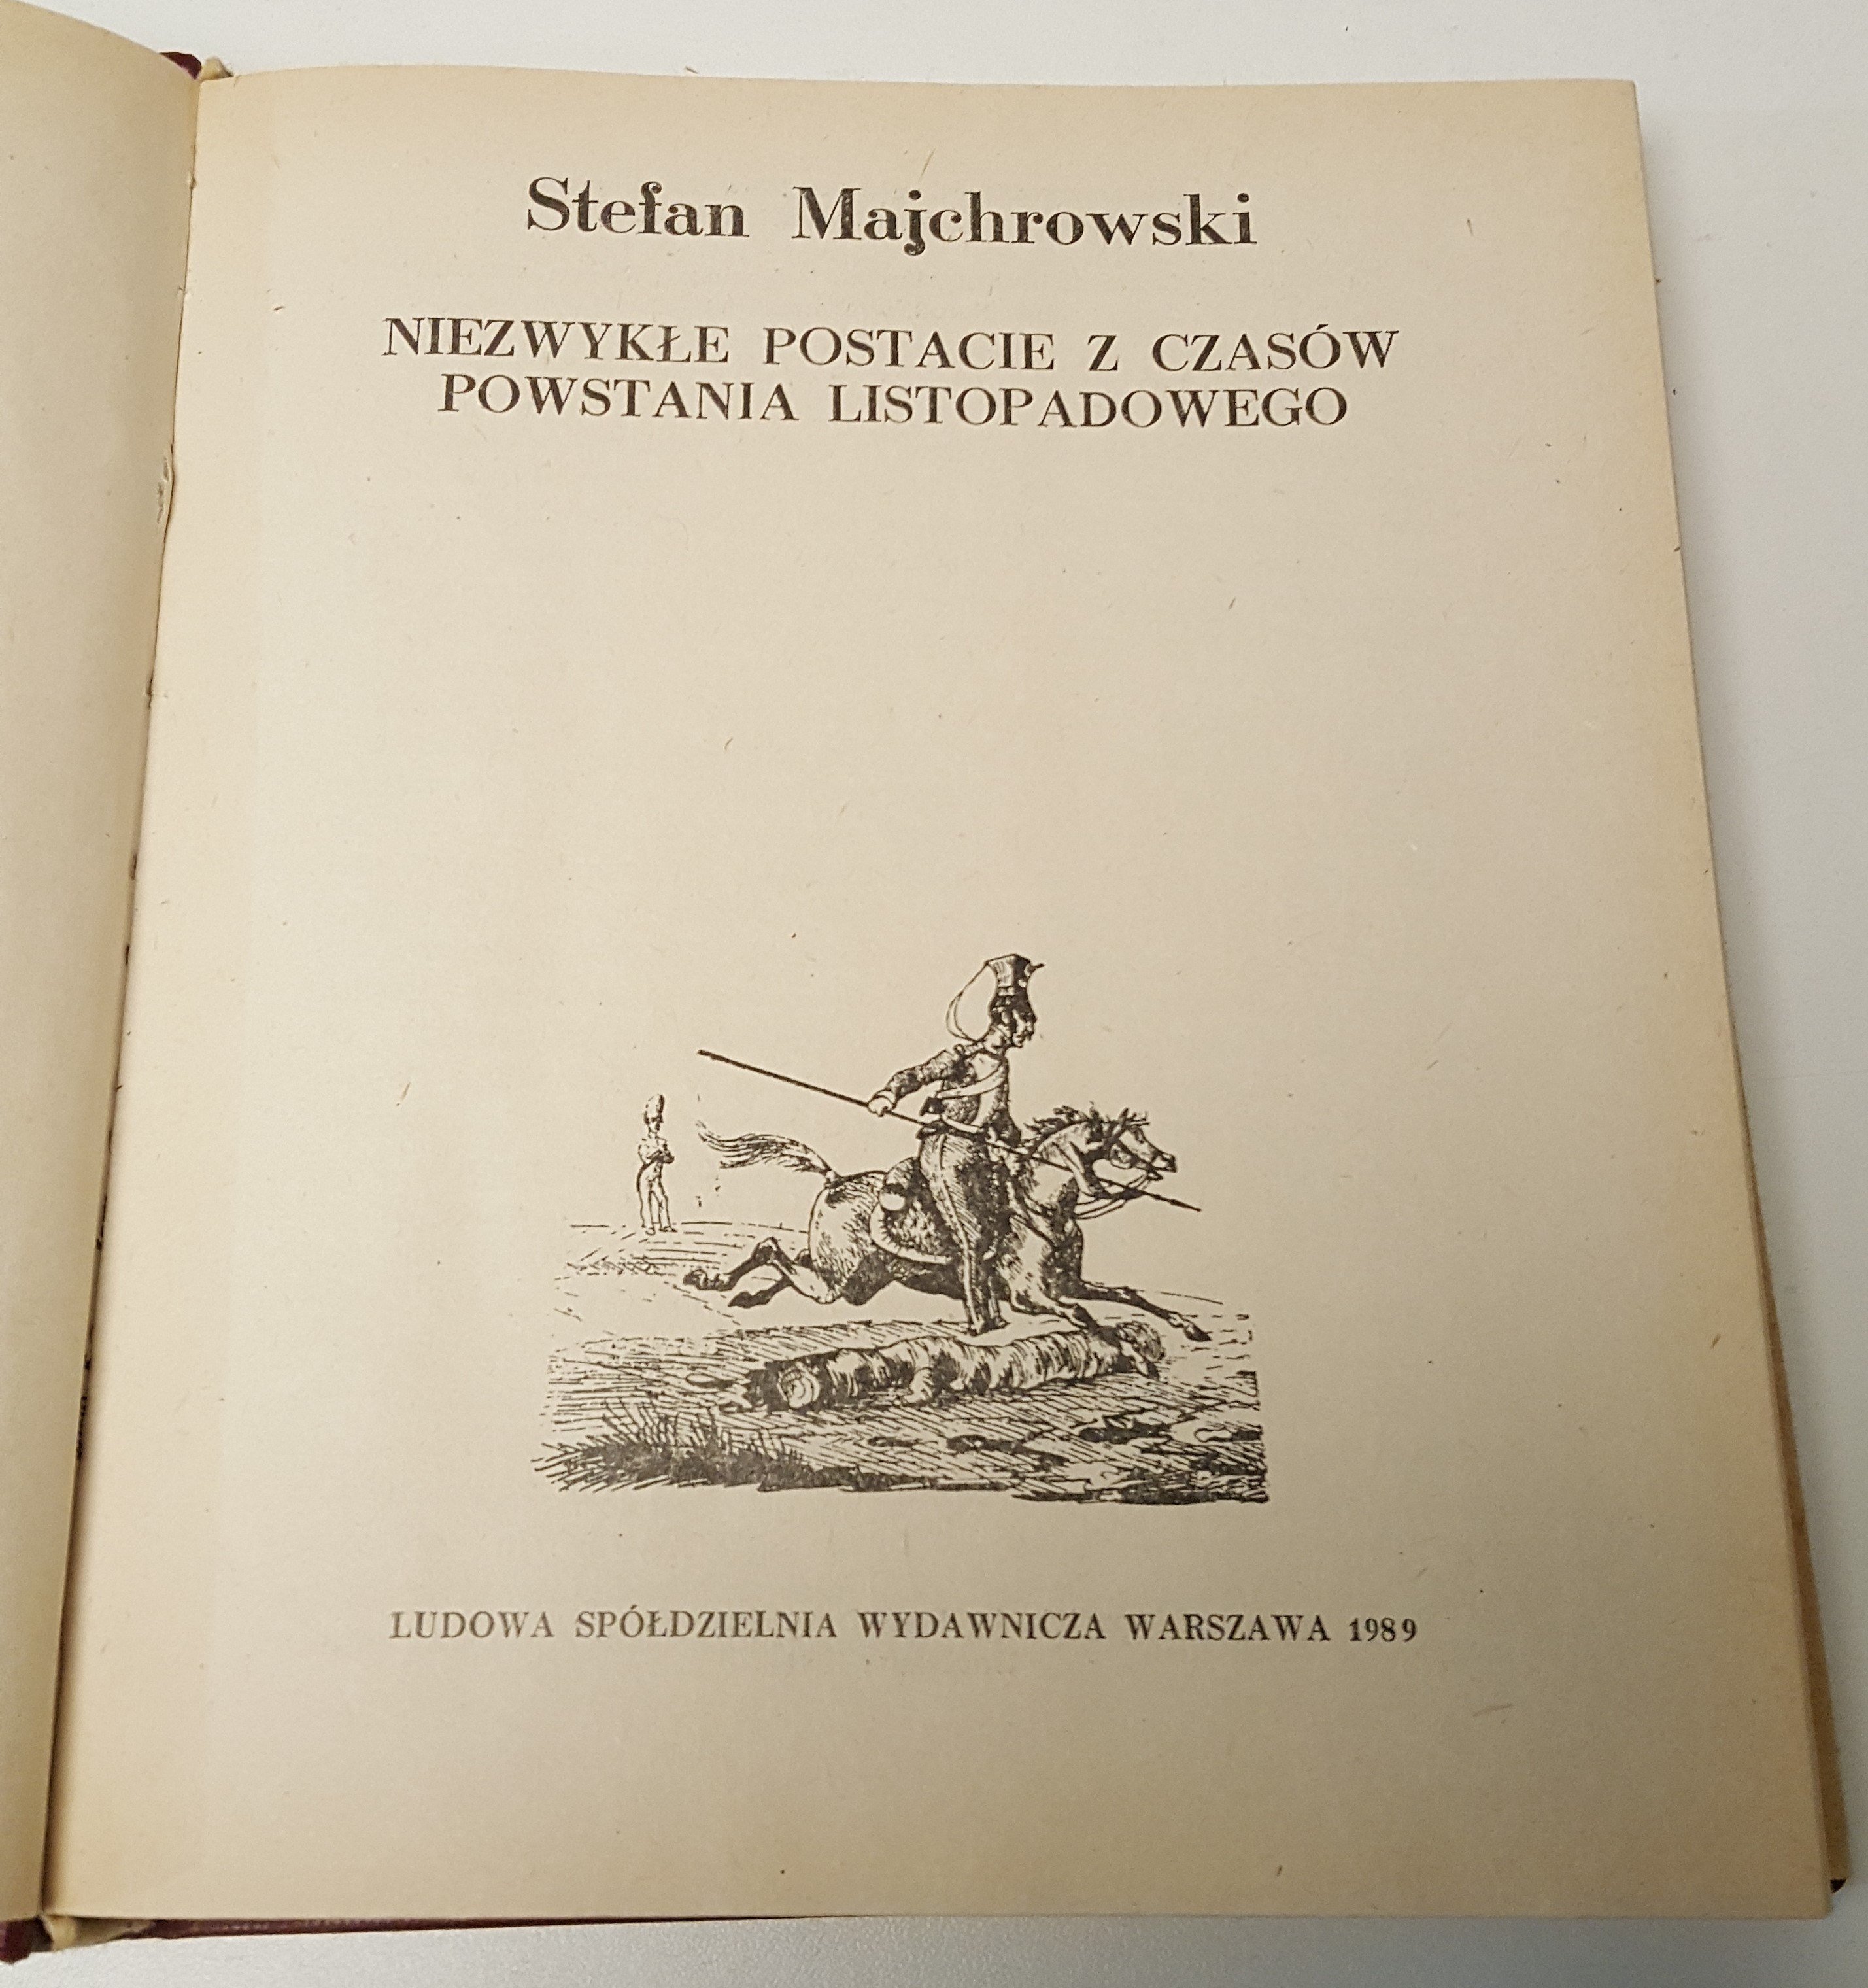 Stefan Majchrowski
NIEZWYKŁE POSTACIE Z CZASÓW
POWSTANIA LISTOPADOWEGO
LUDOWA SPÓŁDZIELNIA WYDAWNICZA WARSZAWA 1989